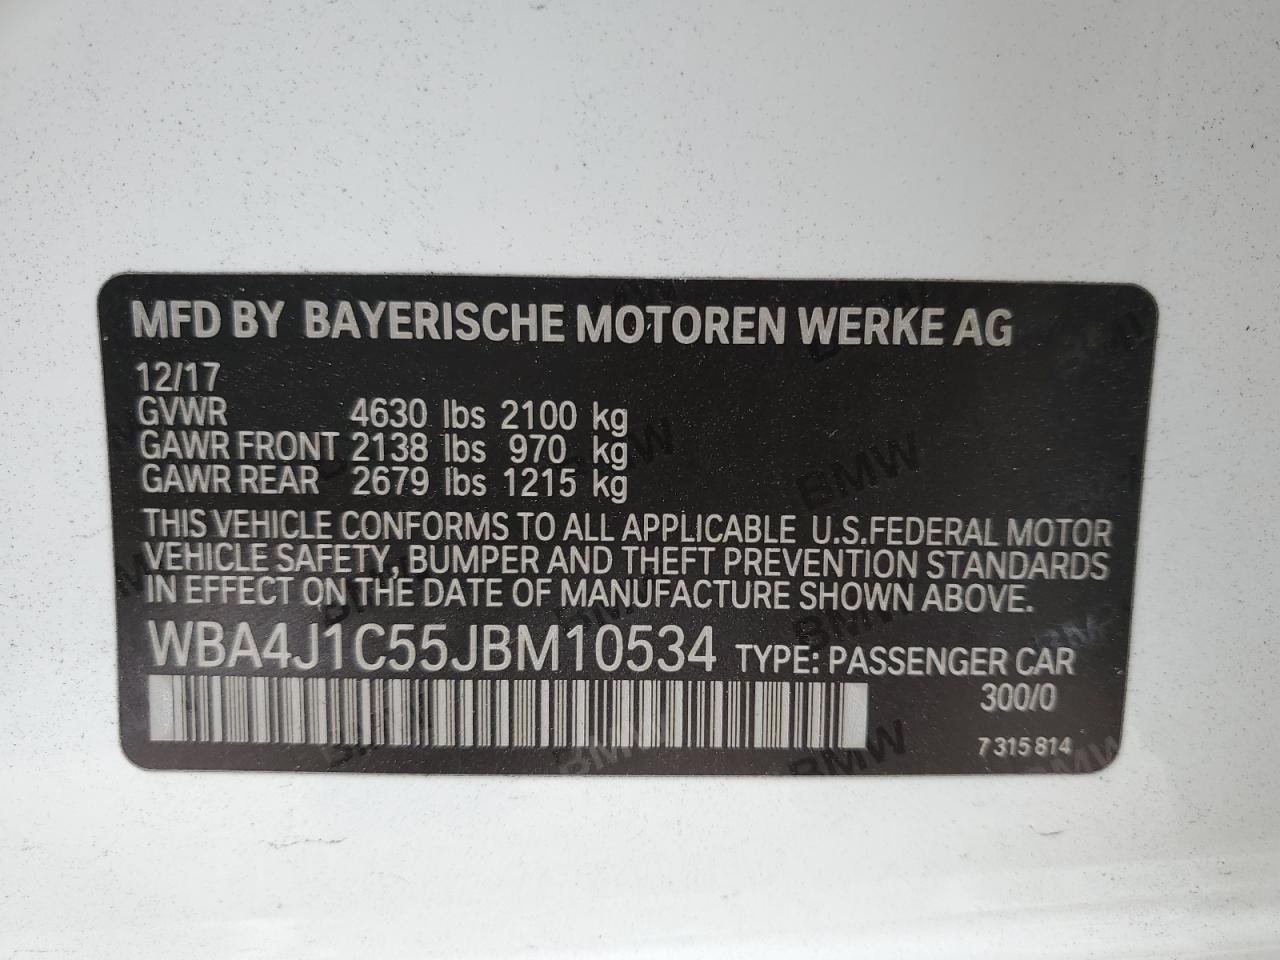 MFD BY BAYERISCHE MOTOREN WERKE AG
12/17
GVWR 4630 lbs 2100 kg
GAWR FRONT 2138 lbs 970 kg
GAWR REAR 2679 lbs 1215 kg
THIS VEHICLE CONFORMS TO ALL APPLICABLE U.S.FEDERAL MOTOR
VEHICLE SAFETY, BUMPER AND THEFT PREVENTION STANDARDS
IN EFFECT ON THE DATE OF MANUFACTURE SHOWN ABOVE.
WBA4J1C55JBM10534 TYPE: PASSENGER CAR
300/0
7 315 814